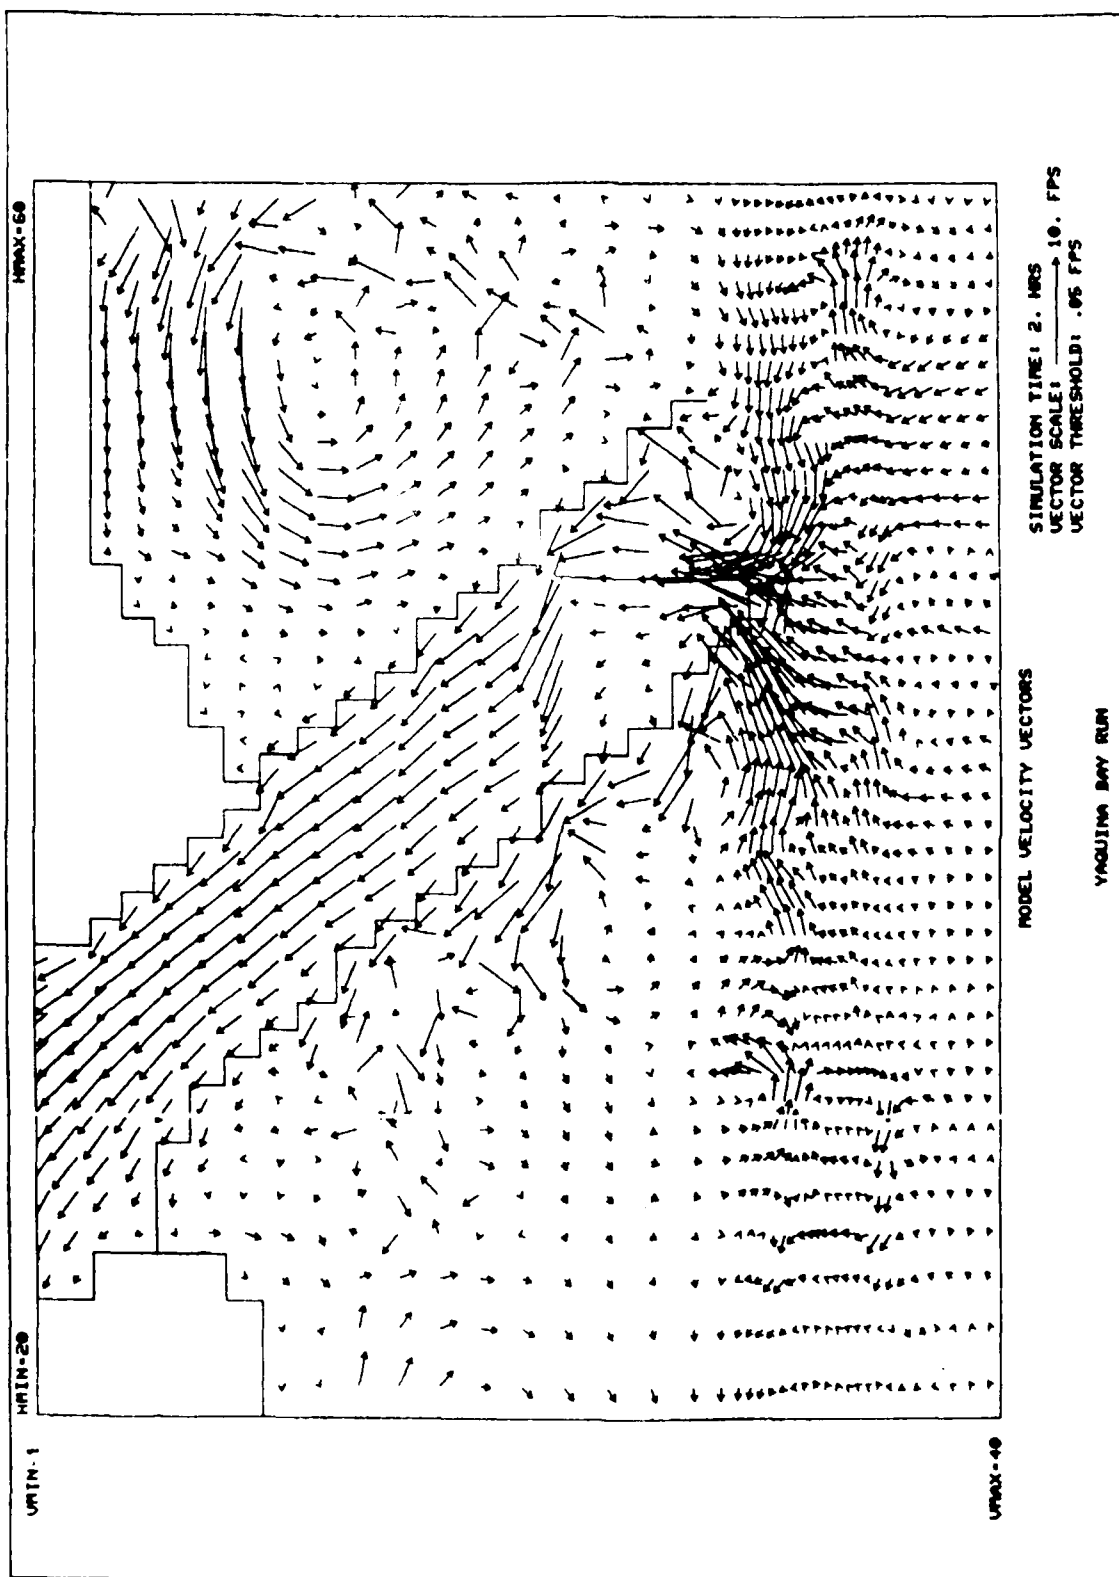 HMIN=20
HMAX=60
VMIN-1
VMAX=40
MODEL VELOCITY VECTORS
SIMULATION TIME: 2. HRS
VECTOR SCALE: 10. FPS
VECTOR THRESHOLD: .05 FPS
YAQUINA BAY RUN